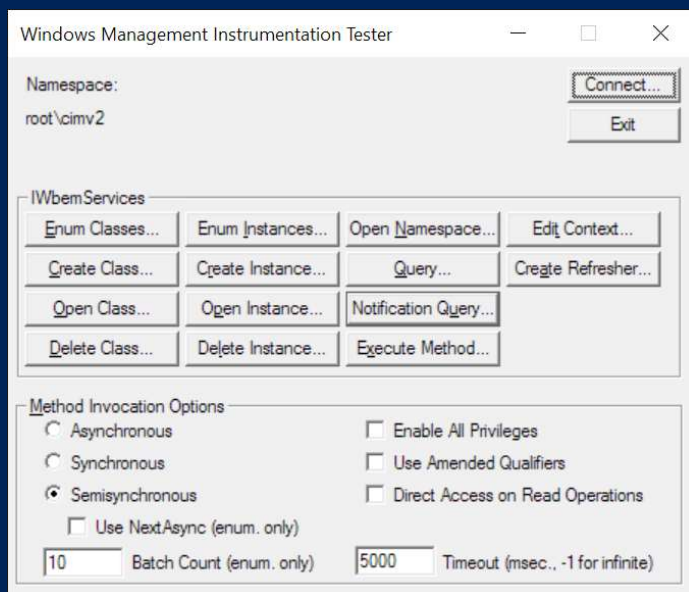 Windows Management Instrumentation Tester
Namespace:
Connect...
root\cimv2
Exit
IWbemServices
Enum Classes... Enum Instances... Open Namespace... Edit Context...
Create Class... Create Instance... Query... Create Refresher...
Open Class... Open Instance... Notification Query...
Delete Class... Delete Instance... Execute Method...
Method Invocation Options
Asynchronous Enable All Privileges
Synchronous Use Amended Qualifiers
Semisynchronous Direct Access on Read Operations
Use NextAsync (enum. only)
10 Batch Count (enum. only) 5000 Timeout (msec., -1 for infinite)